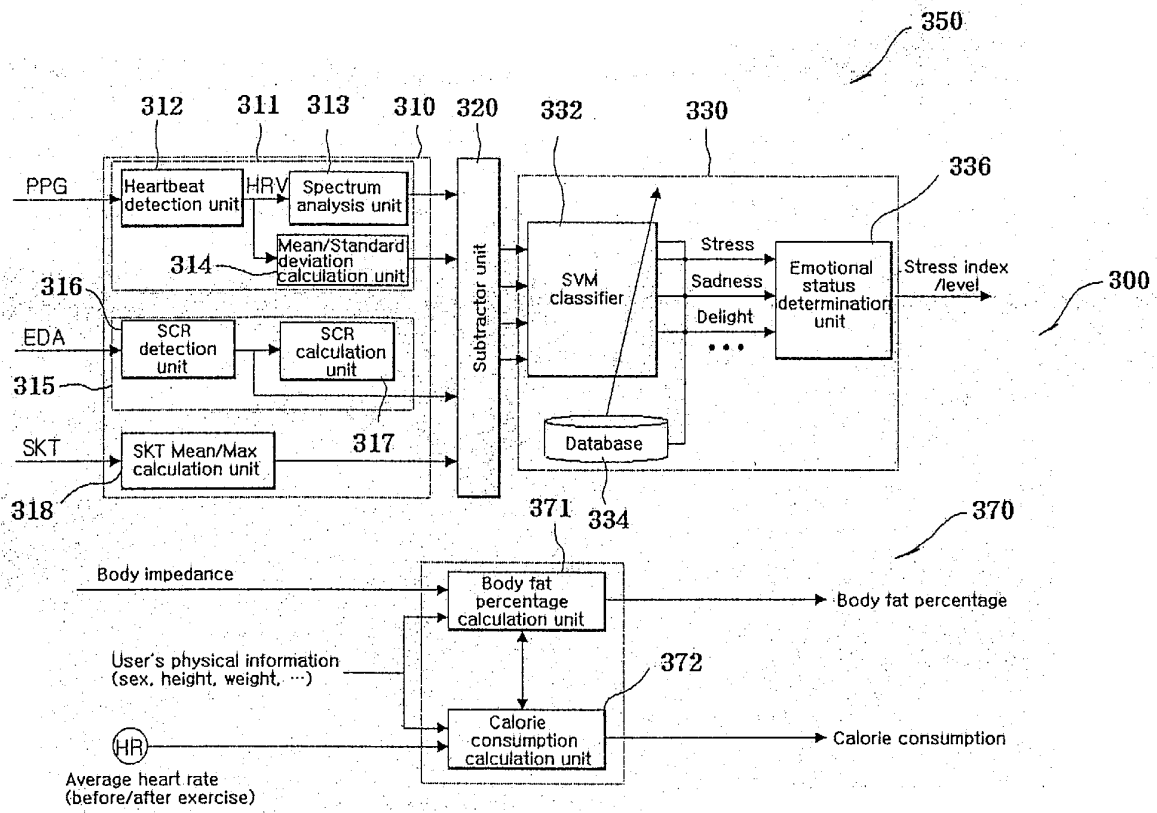 350
312
311
313
310
320
332
330
336
PPG
Heartbeat
detection unit
HRV
Spectrum
analysis unit
Mean/Standard
deviation
calculation unit
314
316
EDA
SCR
detection unit
SCR
calculation unit
315
317
SKT
SKT Mean/Max
calculation unit
318
Subtractor unit
SVM
classifier
Stress
Sadness
Delight
• • •
Emotional
status
determination
unit
Stress index
/level
300
Database
334
371
370
Body impedance
Body fat
percentage
calculation unit
Body fat percentage
User's physical information
(sex, height, weight, ···)
372
Calorie
consumption
calculation unit
Calorie consumption
HR
Average heart rate
(before/after exercise)